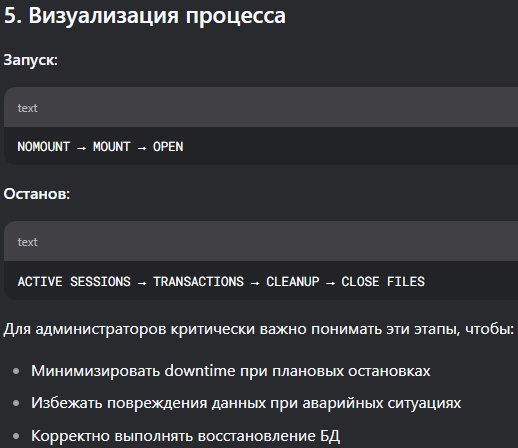 5. Визуализация процесса
Запуск:
text
NOMOUNT → MOUNT → OPEN
Останов:
text
ACTIVE SESSIONS → TRANSACTIONS → CLEANUP → CLOSE FILES
Для администраторов критически важно понимать эти этапы, чтобы:
• Минимизировать downtime при плановых остановках
• Избежать повреждения данных при аварийных ситуациях
• Корректно выполнять восстановление БД